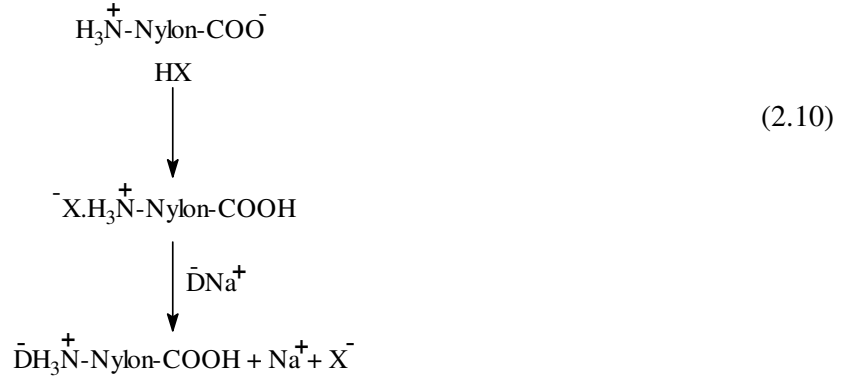 H₃N⁺-Nylon-COO⁻
HX
(2.10)
⁻X.H₃N⁺-Nylon-COOH
D⁻Na⁺
D⁻H₃N⁺-Nylon-COOH + Na⁺ + X⁻